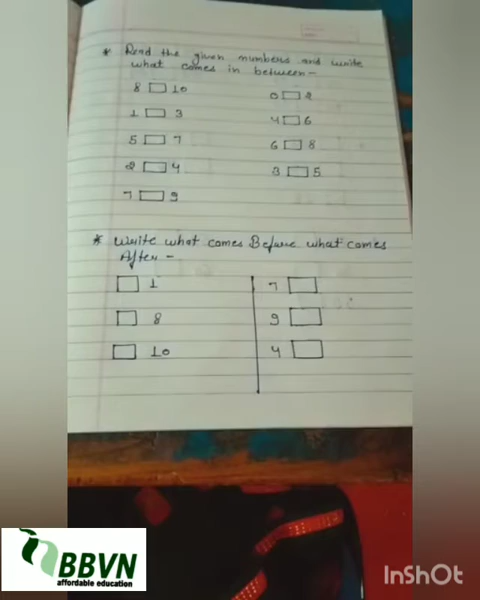 * Read the given numbers and write
what comes in between -
8 □ 10
0 □ 2
1 □ 3
4 □ 6
5 □ 7
6 □ 8
2 □ 4
3 □ 5
7 □ 9
* Write what comes Before what comes
After -
□ 1
7 □
□ 8
9 □
□ 10
4 □
BBVN
affordable education
InShOt